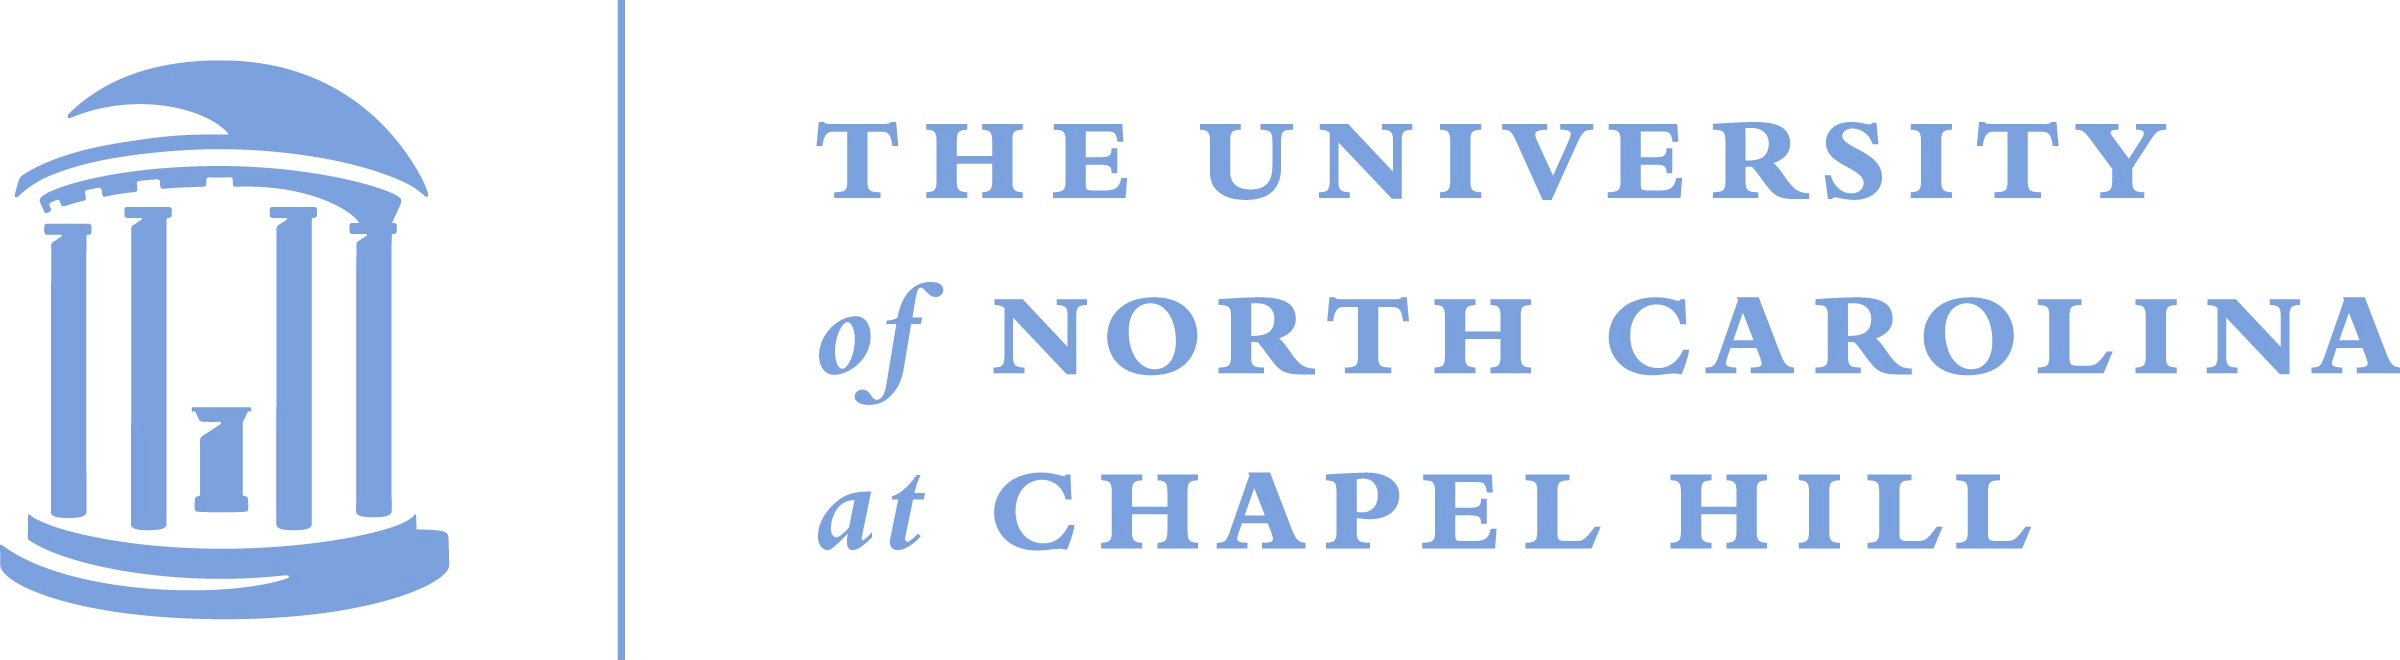 THE UNIVERSITY
of NORTH CAROLINA
at CHAPEL HILL